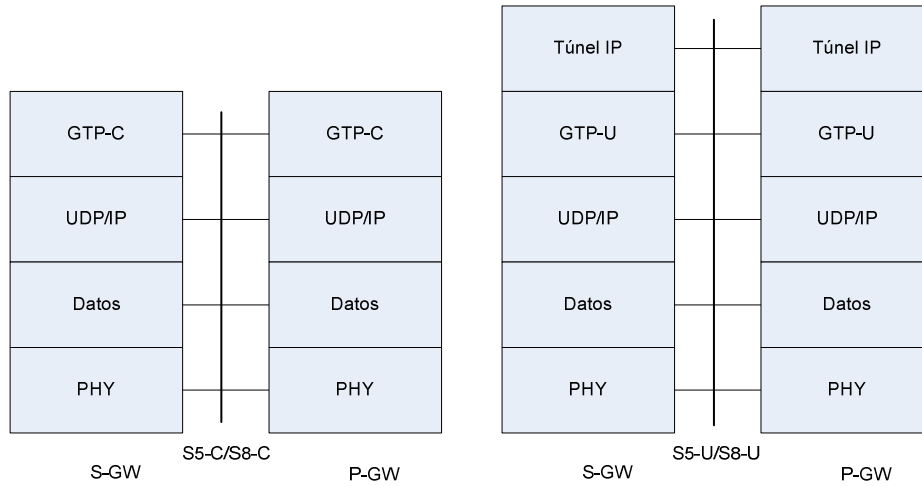 Túnel IP
Túnel IP
GTP-C
GTP-C
GTP-U
GTP-U
UDP/IP
UDP/IP
UDP/IP
UDP/IP
Datos
Datos
Datos
Datos
PHY
PHY
PHY
PHY
S5-C/S8-C
S5-U/S8-U
S-GW
P-GW
S-GW
P-GW